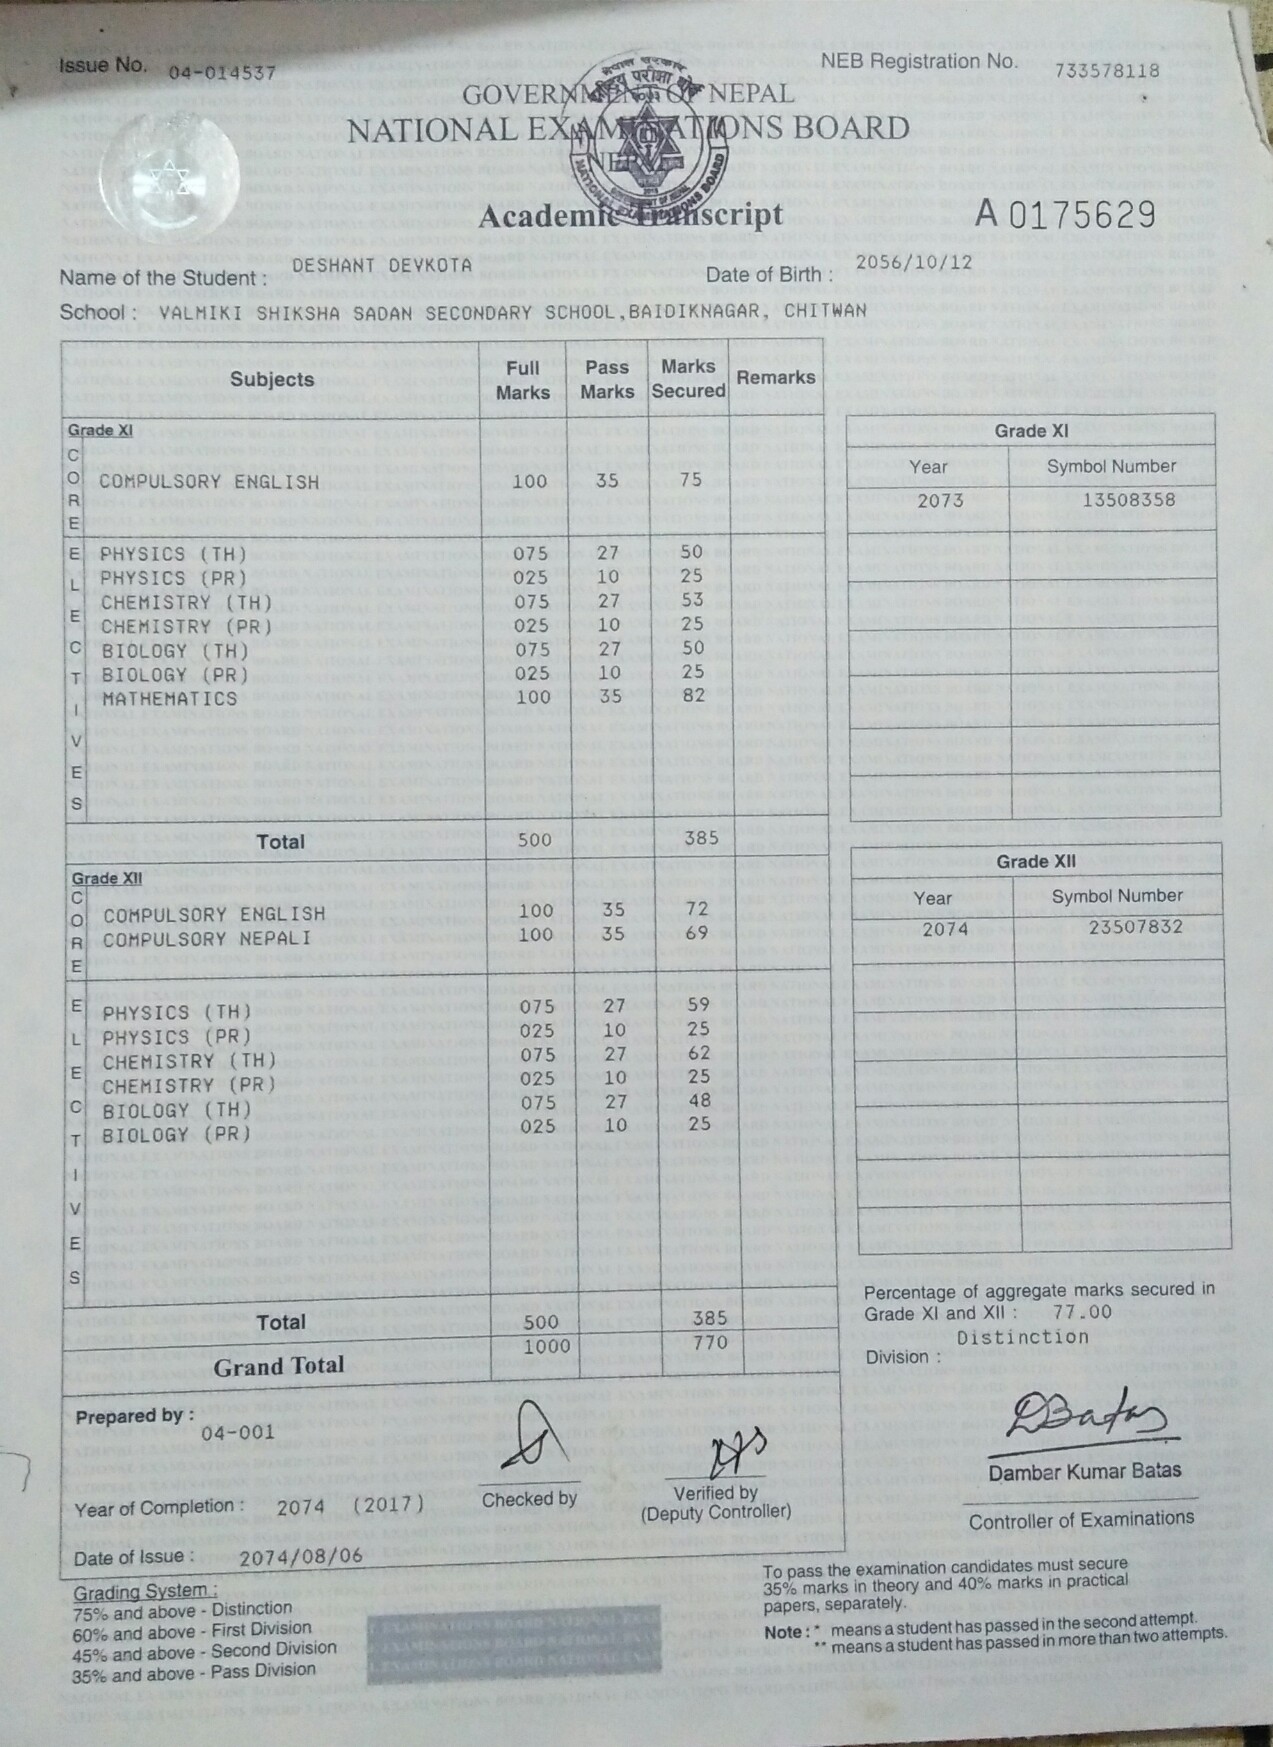 Issue No. 04-014537
NEB Registration No. 733578118
नेपाल सरकार
राष्ट्रिय परीक्षा बोर्ड
GOVERNMENT OF NEPAL
NATIONAL EXAMINATIONS BOARD
NEB
NATIONAL EXAMINATIONS BOARD
Academic Transcript
A 0175629
Name of the Student : DESHANT DEVKOTA
Date of Birth : 2056/10/12
School : VALMIKI SHIKSHA SADAN SECONDARY SCHOOL,BAIDIKNAGAR, CHITWAN
Subjects Full Marks Pass Marks Marks Secured Remarks
Grade XI
CORE
COMPULSORY ENGLISH 100 35 75
ELECTIVES
PHYSICS (TH) 075 27 50
PHYSICS (PR) 025 10 25
CHEMISTRY (TH) 075 27 53
CHEMISTRY (PR) 025 10 25
BIOLOGY (TH) 075 27 50
BIOLOGY (PR) 025 10 25
MATHEMATICS 100 35 82
Total 500 385
Grade XII
CORE
COMPULSORY ENGLISH 100 35 72
COMPULSORY NEPALI 100 35 69
ELECTIVES
PHYSICS (TH) 075 27 59
PHYSICS (PR) 025 10 25
CHEMISTRY (TH) 075 27 62
CHEMISTRY (PR) 025 10 25
BIOLOGY (TH) 075 27 48
BIOLOGY (PR) 025 10 25
Total 500 385
Grand Total 1000 770
Grade XI
Year Symbol Number
2073 13508358
Grade XII
Year Symbol Number
2074 23507832
Percentage of aggregate marks secured in
Grade XI and XII : 77.00
Distinction
Division :
Prepared by :
04-001
Checked by
Verified by
(Deputy Controller)
DBatas
Dambar Kumar Batas
Controller of Examinations
Year of Completion : 2074 (2017)
Date of Issue : 2074/08/06
Grading System :
75% and above - Distinction
60% and above - First Division
45% and above - Second Division
35% and above - Pass Division
To pass the examination candidates must secure
35% marks in theory and 40% marks in practical
papers, separately.
Note : * means a student has passed in the second attempt.
** means a student has passed in more than two attempts.